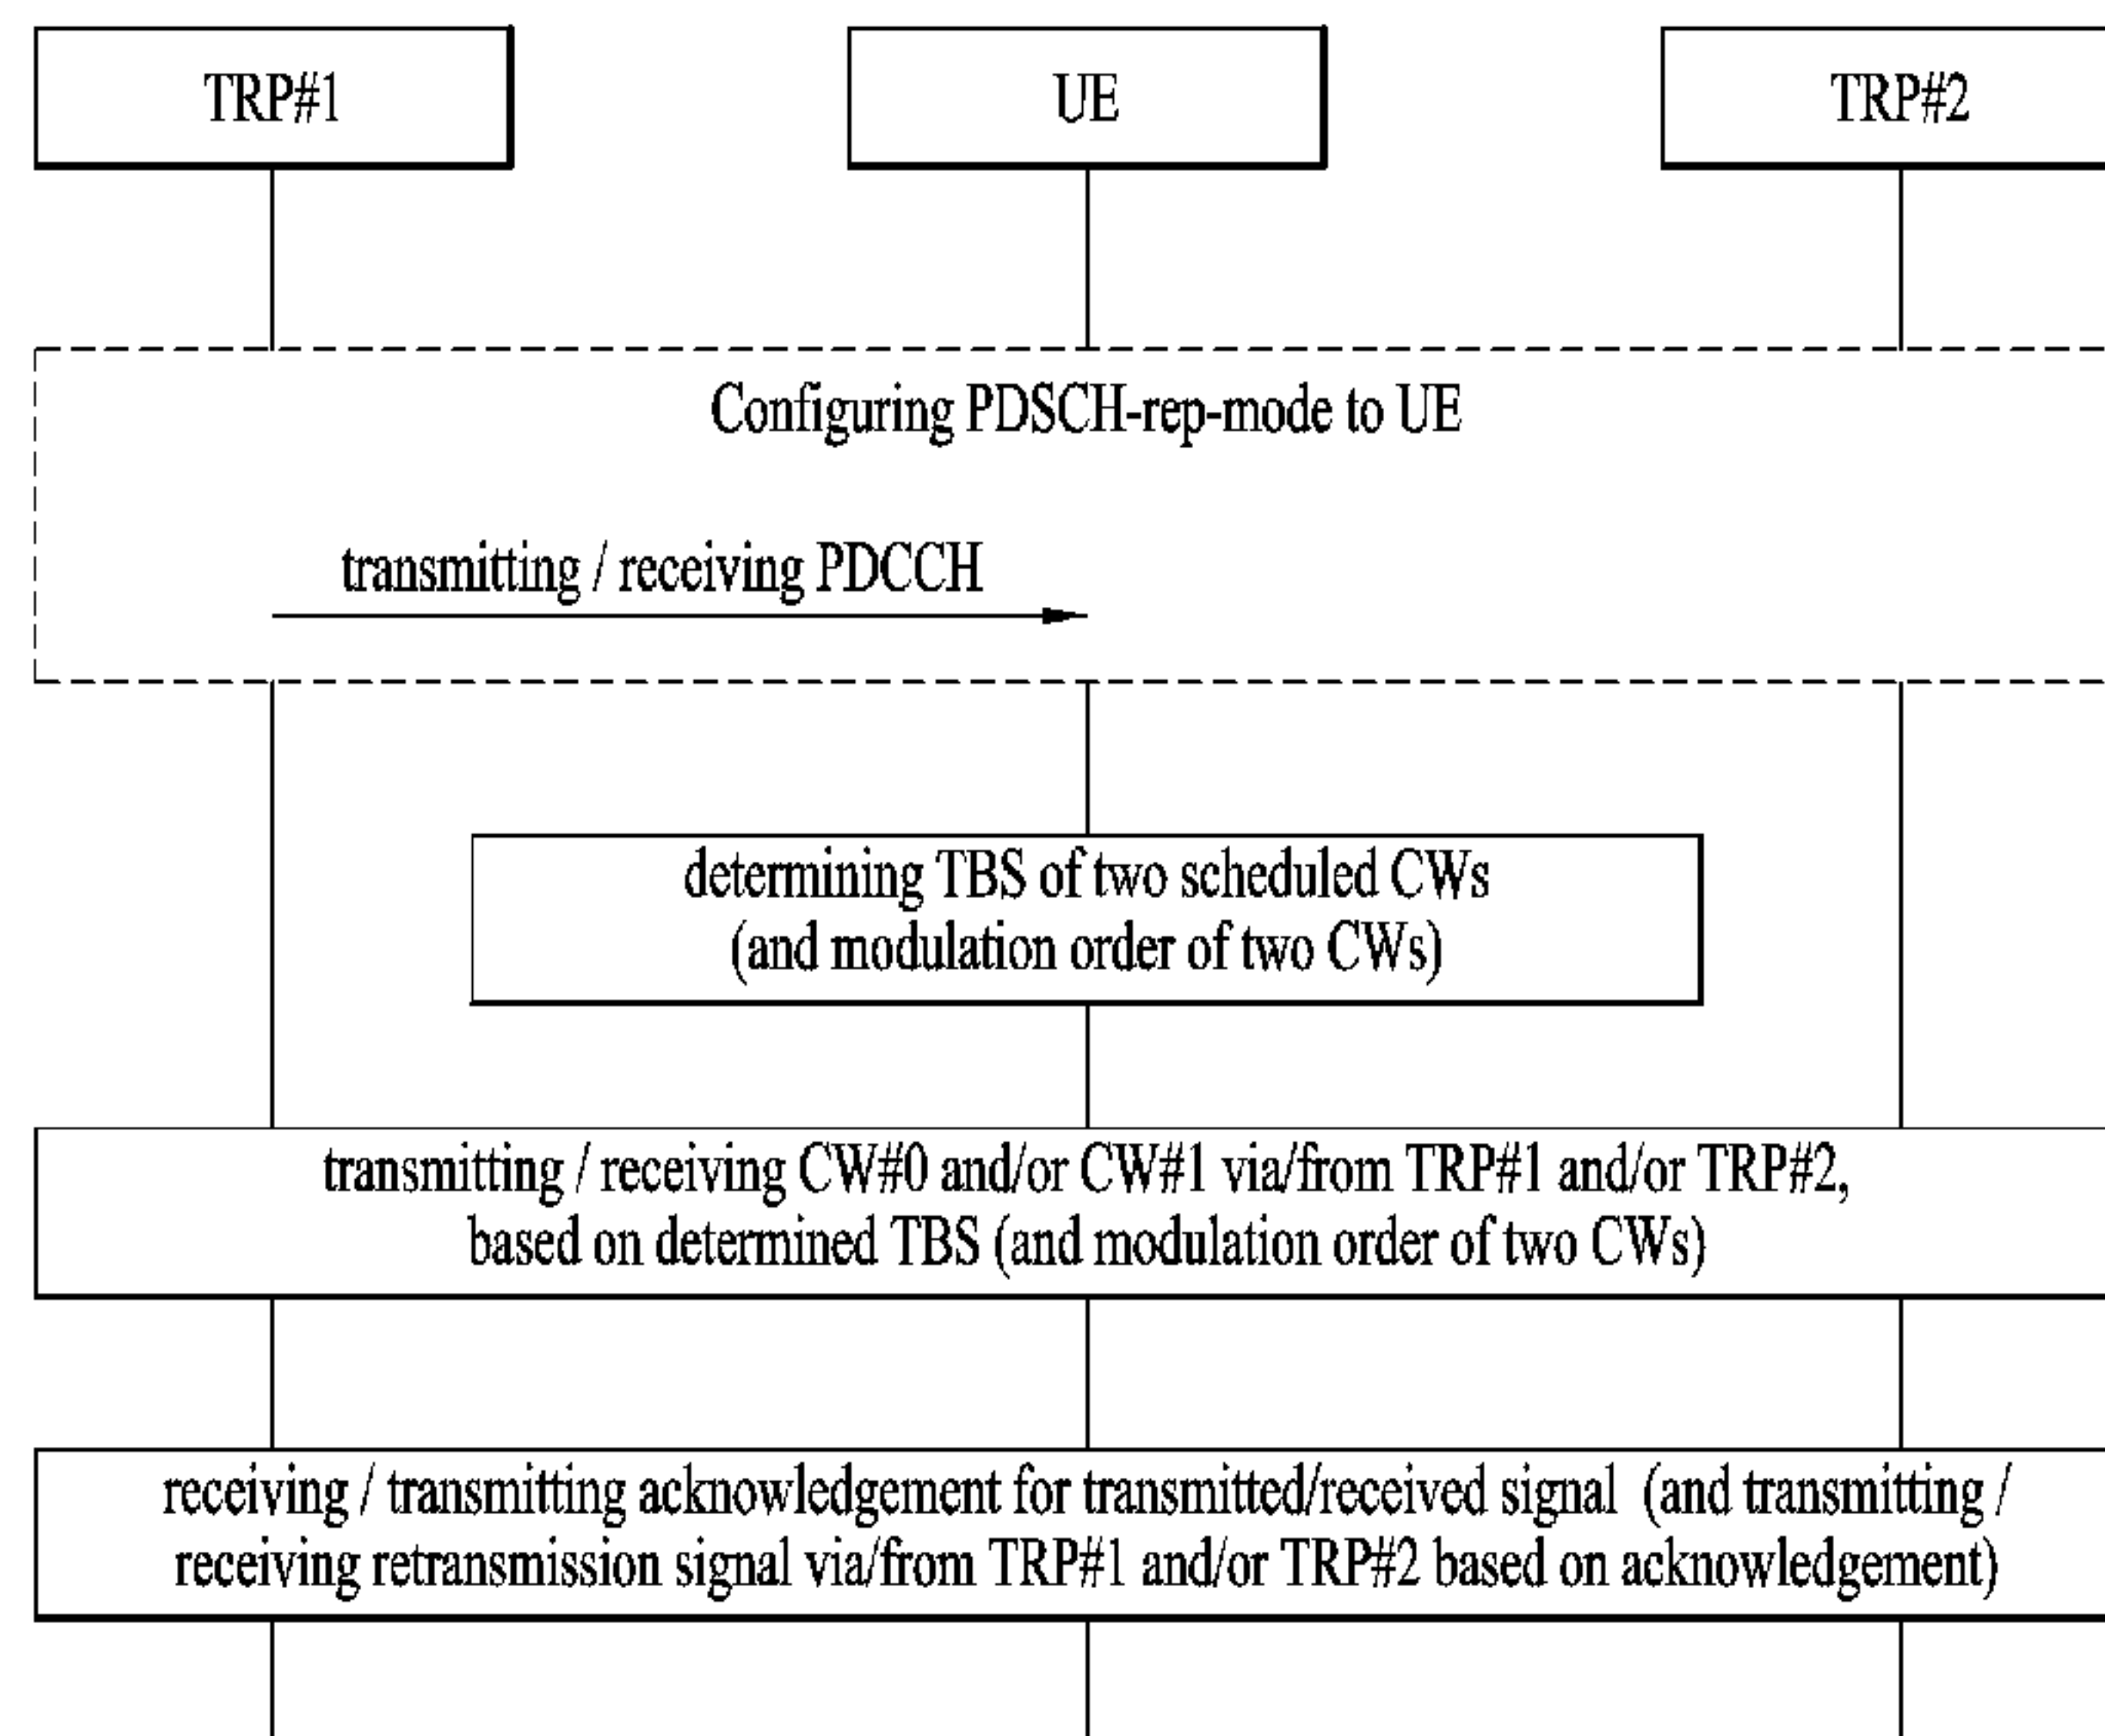 TRP#1
UE
TRP#2
Configuring PDSCH-rep-mode to UE
transmitting / receiving PDCCH
determining TBS of two scheduled CWs
(and modulation order of two CWs)
transmitting / receiving CW#0 and/or CW#1 via/from TRP#1 and/or TRP#2,
based on determined TBS (and modulation order of two CWs)
receiving / transmitting acknowledgement for transmitted/received signal (and transmitting /
receiving retransmission signal via/from TRP#1 and/or TRP#2 based on acknowledgement)